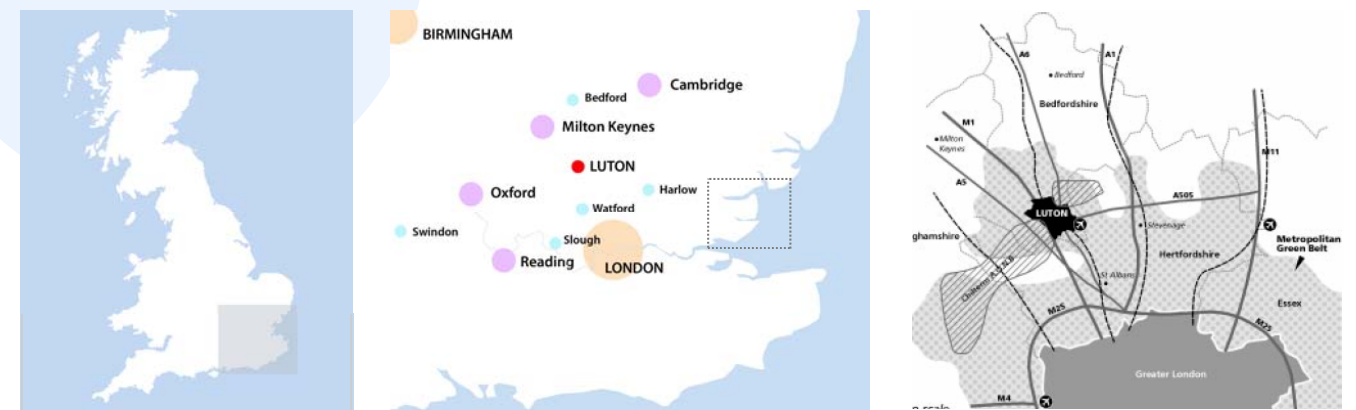 BIRMINGHAM
Cambridge
Bedford
Milton Keynes
LUTON
Oxford
Harlow
Watford
Swindon
Slough
Reading
LONDON
A6
A1
Bedford
Bedfordshire
M1
Milton
Keynes
M11
A5
A505
LUTON
Stevenage
ghamshire
Metropolitan
Green Belt
Hertfordshire
Chilterns A.O.N.B
St Albans
Essex
M25
M25
Greater London
M4